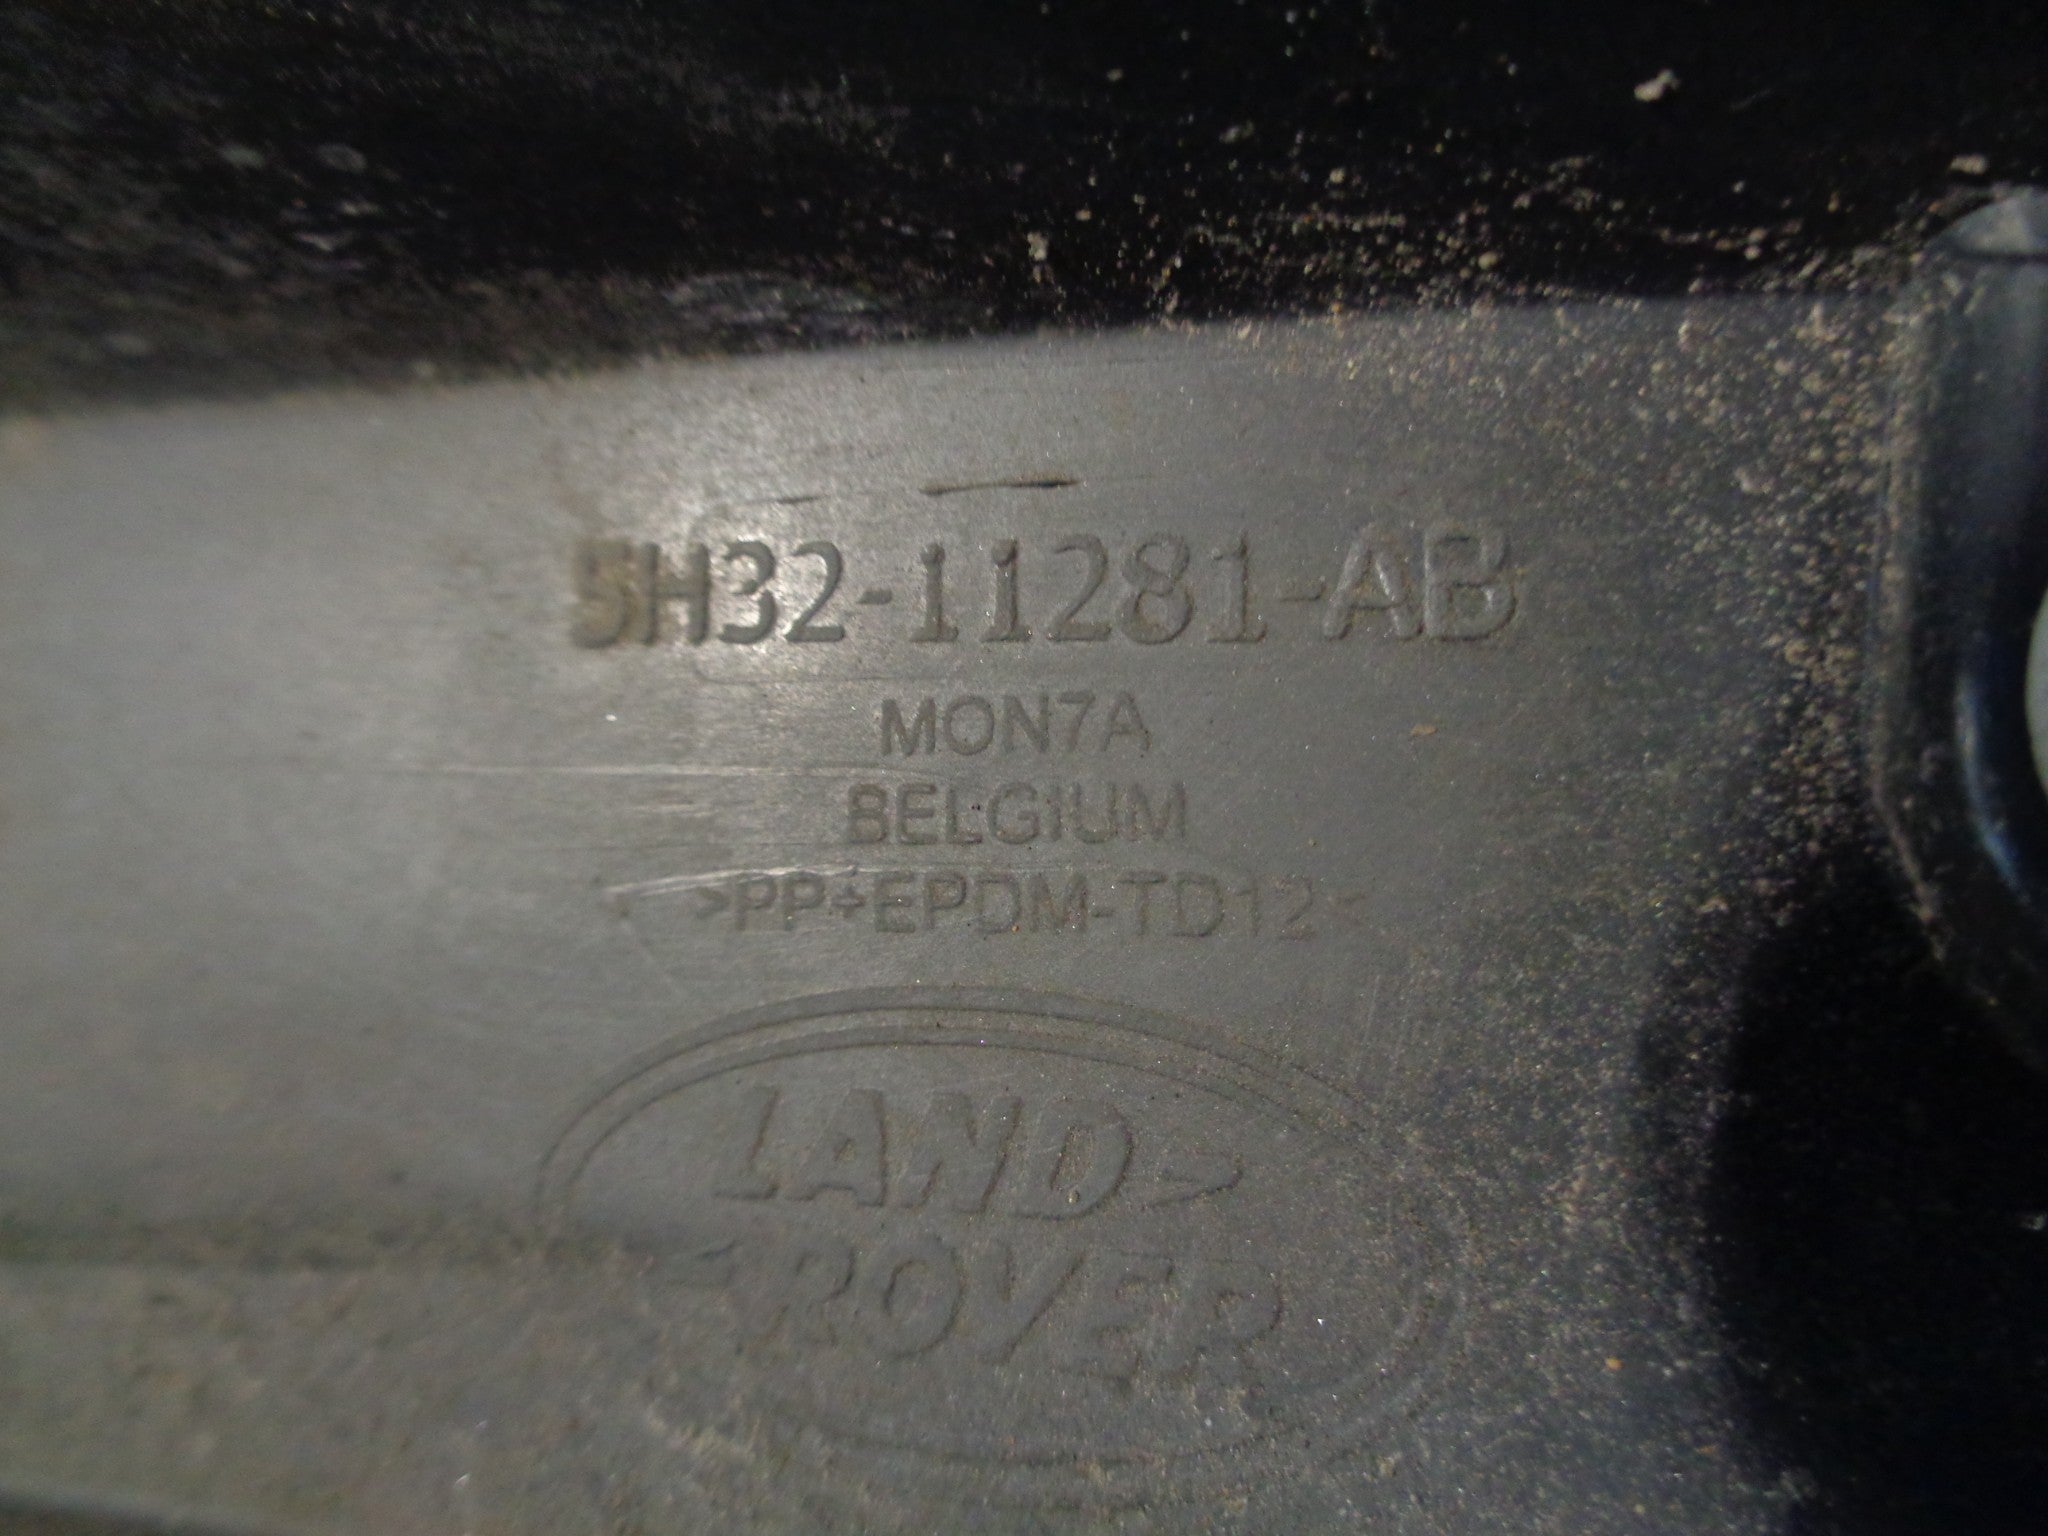 5H32-11281-AB
MON7A
BELGIUM
>PP+EPDM-TD12<
LAND
ROVER